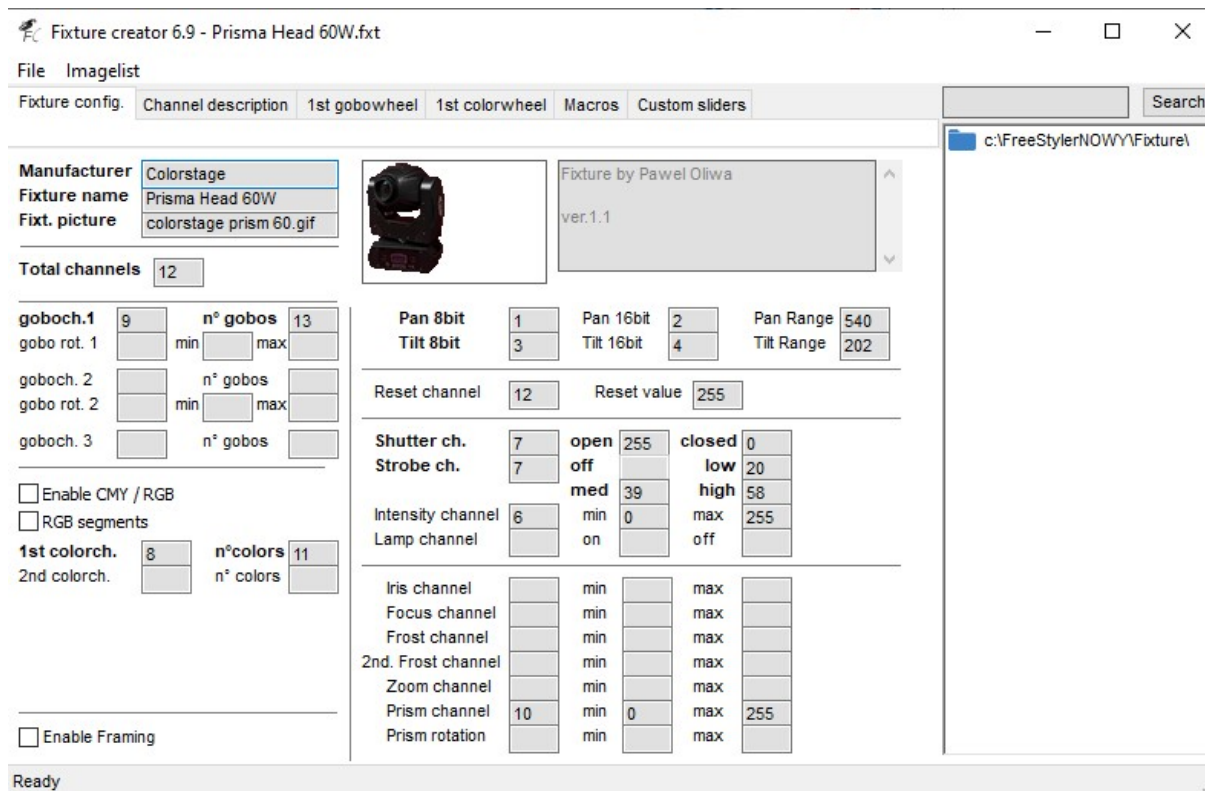 Fixture creator 6.9 - Prisma Head 60W.fxt
File Imagelist
Fixture config. Channel description 1st gobowheel 1st colorwheel Macros Custom sliders
Search
c:\FreeStylerNOWY\Fixture\
Manufacturer Colorstage
Fixture name Prisma Head 60W
Fixt. picture colorstage prism 60.gif
Fixture by Pawel Oliwa
ver.1.1
Total channels 12
goboch.1 9 n° gobos 13
gobo rot. 1 min max
goboch. 2 n° gobos
gobo rot. 2 min max
goboch. 3 n° gobos
Enable CMY / RGB
RGB segments
1st colorch. 8 n°colors 11
2nd colorch. n° colors
Enable Framing
Pan 8bit 1 Pan 16bit 2 Pan Range 540
Tilt 8bit 3 Tilt 16bit 4 Tilt Range 202
Reset channel 12 Reset value 255
Shutter ch. 7 open 255 closed 0
Strobe ch. 7 off low 20
med 39 high 58
Intensity channel 6 min 0 max 255
Lamp channel on off
Iris channel min max
Focus channel min max
Frost channel min max
2nd. Frost channel min max
Zoom channel min max
Prism channel 10 min 0 max 255
Prism rotation min max
Ready